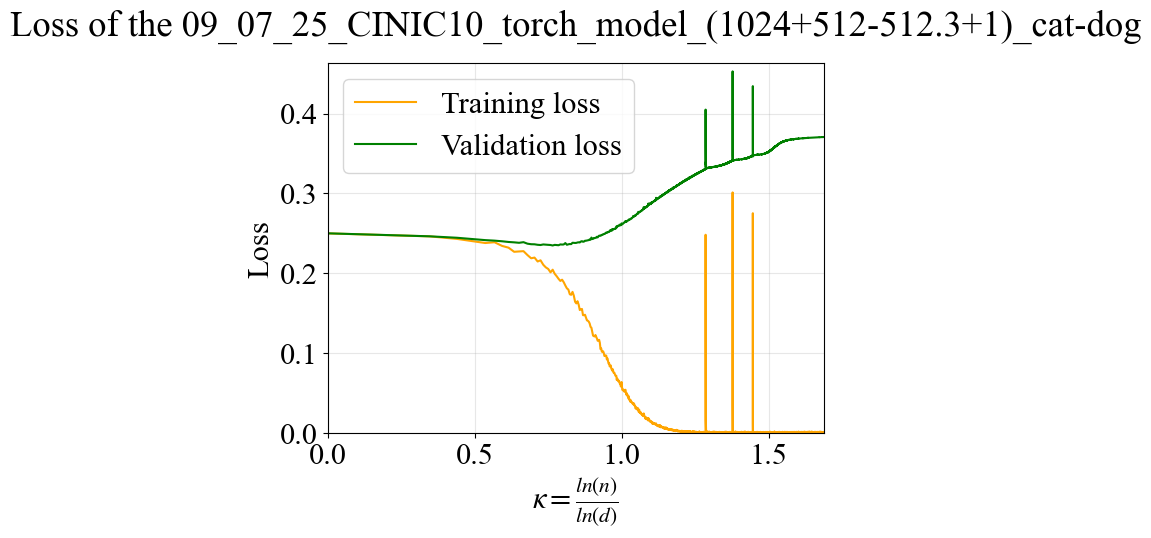 Loss of the 09_07_25_CINIC10_torch_model_(1024+512-512.3+1)_cat-dog
Training loss
Validation loss
Loss
0.4
0.3
0.2
0.1
0.0
0.0 0.5 1.0 1.5
κ = ln(n)/ln(d)